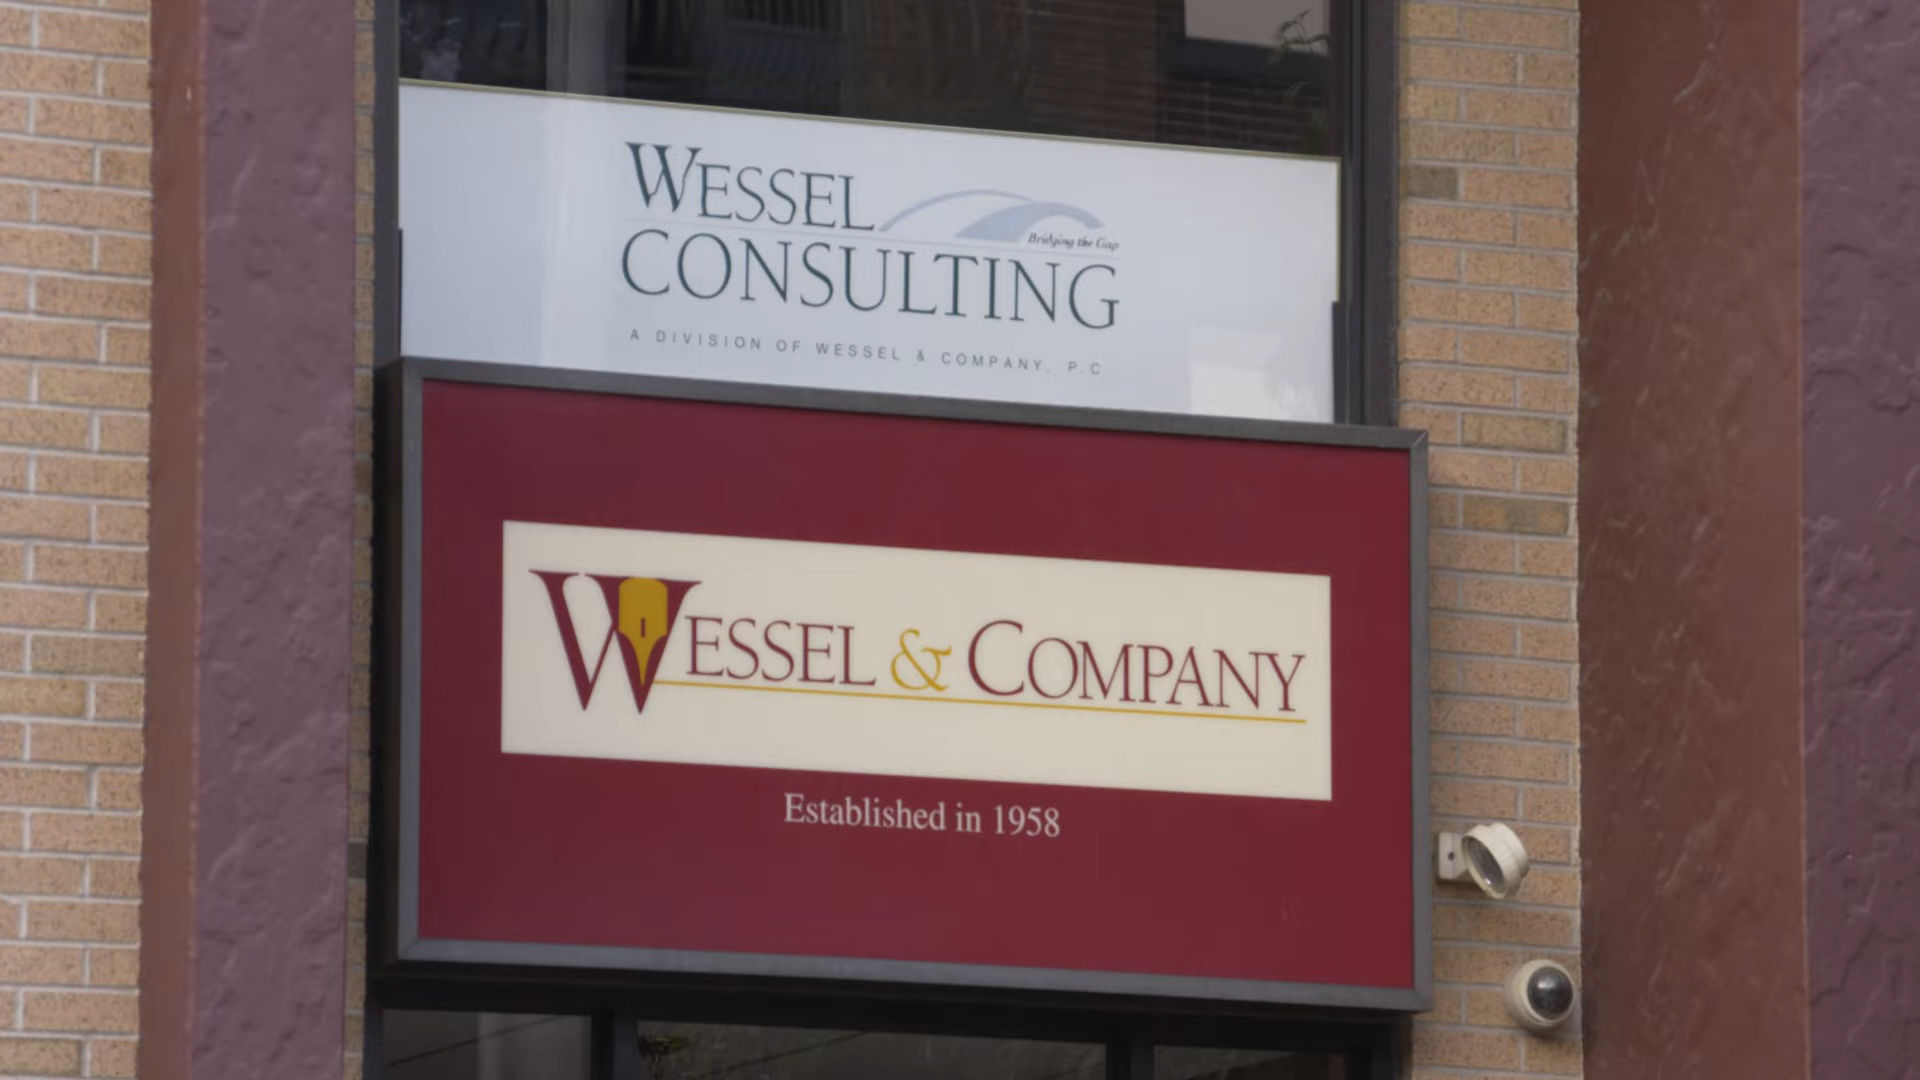 WESSEL
Bridging the Gap
CONSULTING
A DIVISION OF WESSEL & COMPANY, P.C
WESSEL & COMPANY
Established in 1958